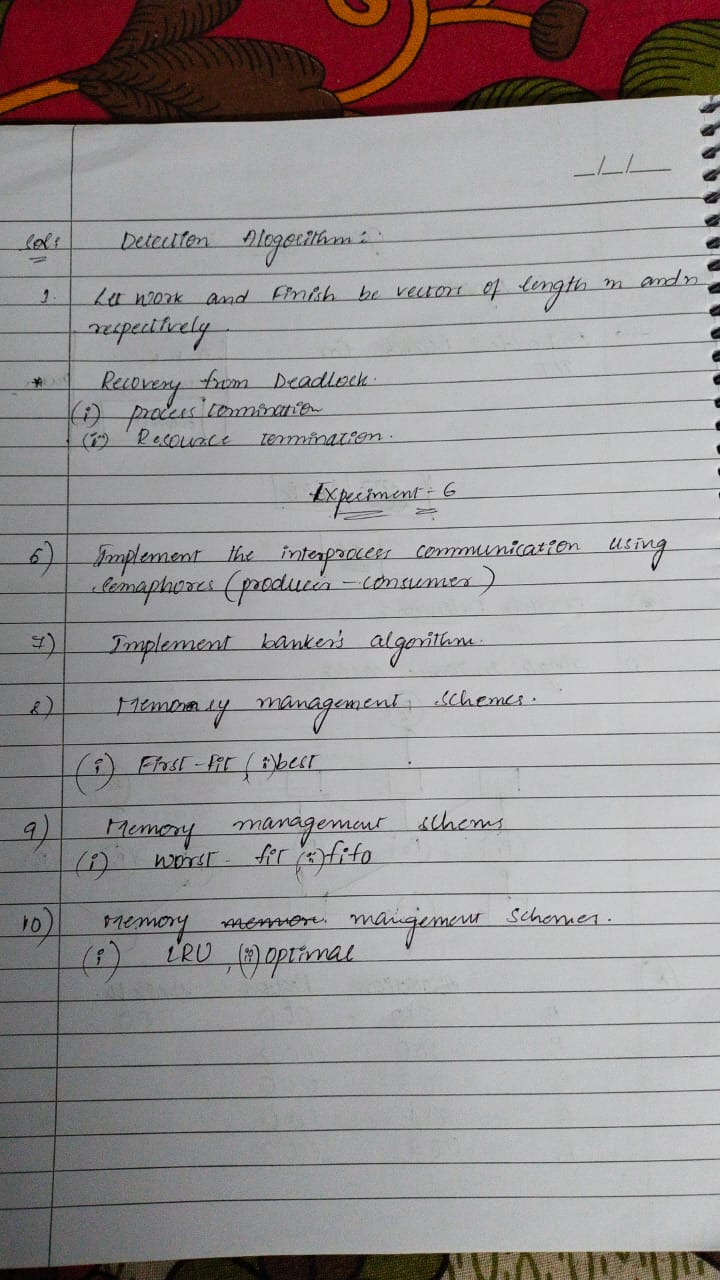 Sol:
Detection Alogorithm:
1. Let work and Finish be vectors of length m and n
respectively.
* Recovery from Deadlock.
(i) process termination
(ii) Resource termination.
Experiment - 6
6) Implement the interprocess communication using
semaphores (producer - consumer)
7) Implement banker's algorithm.
8) Memory management schemes.
(i) First-fit, (ii) best
9) Memory management schems
(i) worst-fit (ii) fifo
10) Memory management schemes.
(i) LRU, (ii) optimal